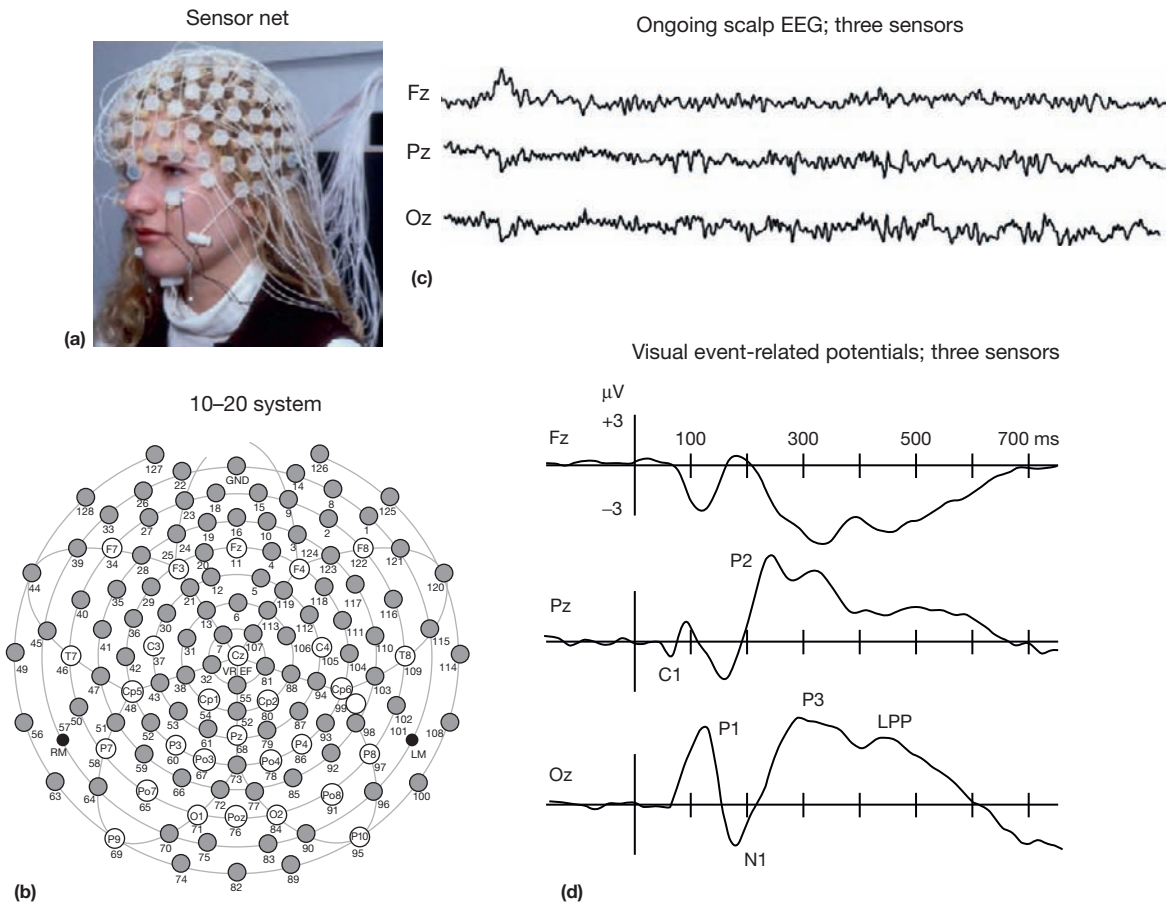 Sensor net
(a)
Ongoing scalp EEG; three sensors
Fz
Pz
Oz
(c)
10–20 system
127 22 GND 14 126
128 26 23 18 15 9 8 125
33 27 19 16 10 3 2 1
39 F7 34 28 25 24 20 Fz 11 4 124 123 F8 122 121
44 F3 F4 120
35 29 21 12 5 119 118 117 116
40 36 30 13 6 113 112 111 110 115
45 41 C3 37 31 7 107 106 C4 105 104
49 T7 46 42 Cz T8 109 114
47 43 38 32 VR EF 81 88 94 103
Cp5 48 Cp1 54 55 Cp2 80 Cp6 99
50 102
56 57 51 53 52 87 98 101 108
RM 52 P3 60 61 Pz 68 79 P4 86 93 LM
P7 58 59 Po3 67 73 Po4 78 92 P8 97
63 64 66 72 77 85 96 100
Po7 65 Po8 91
O1 71 Poz 76 O2 84
P9 69 70 75 83 90 P10 95
74 82 89
(b)
Visual event-related potentials; three sensors
μV
+3
Fz
100 300 500 700 ms
–3
P2
Pz
C1
P3
P1 LPP
Oz
N1
(d)